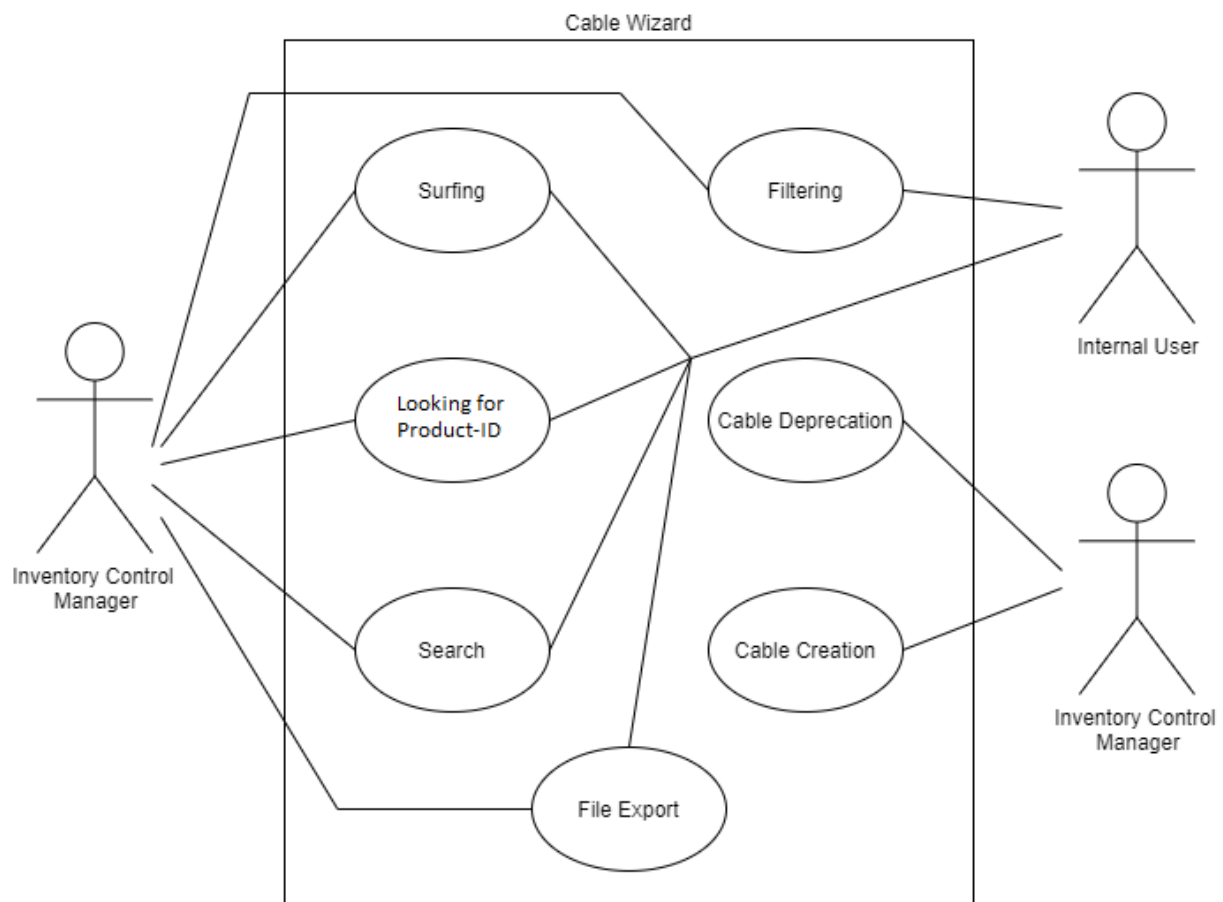 Cable Wizard
Surfing
Filtering
Internal User
Looking for
Product-ID
Cable Deprecation
Inventory Control
Manager
Search
Cable Creation
Inventory Control
Manager
File Export